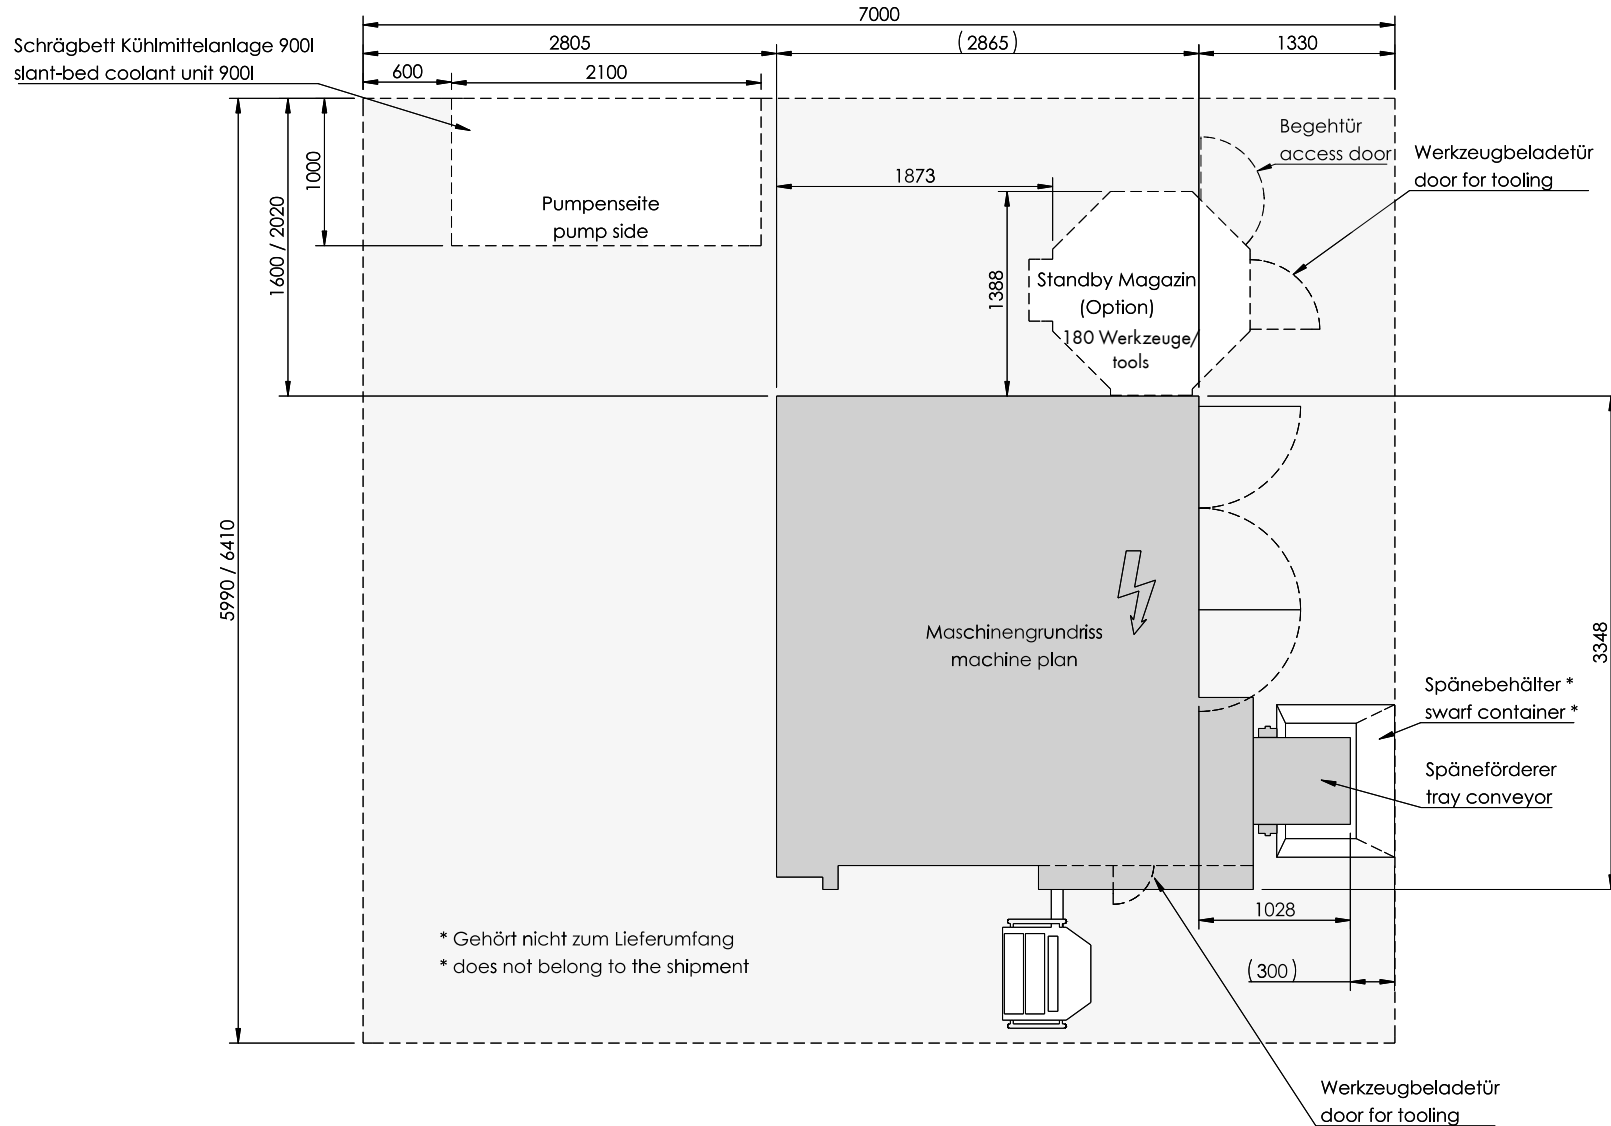 7000
Schrägbett Kühlmittelanlage 900l
slant-bed coolant unit 900l
2805
(2865)
1330
600
2100
1000
1600 / 2020
Pumpenseite
pump side
1873
1388
Begehtür
access door
Werkzeugbeladetür
door for tooling
Standby Magazin
(Option)
180 Werkzeuge/
tools
5990 / 6410
Maschinengrundriss
machine plan
3348
Spänebehälter *
swarf container *
Späneförderer
tray conveyor
1028
(300)
* Gehört nicht zum Lieferumfang
* does not belong to the shipment
Werkzeugbeladetür
door for tooling